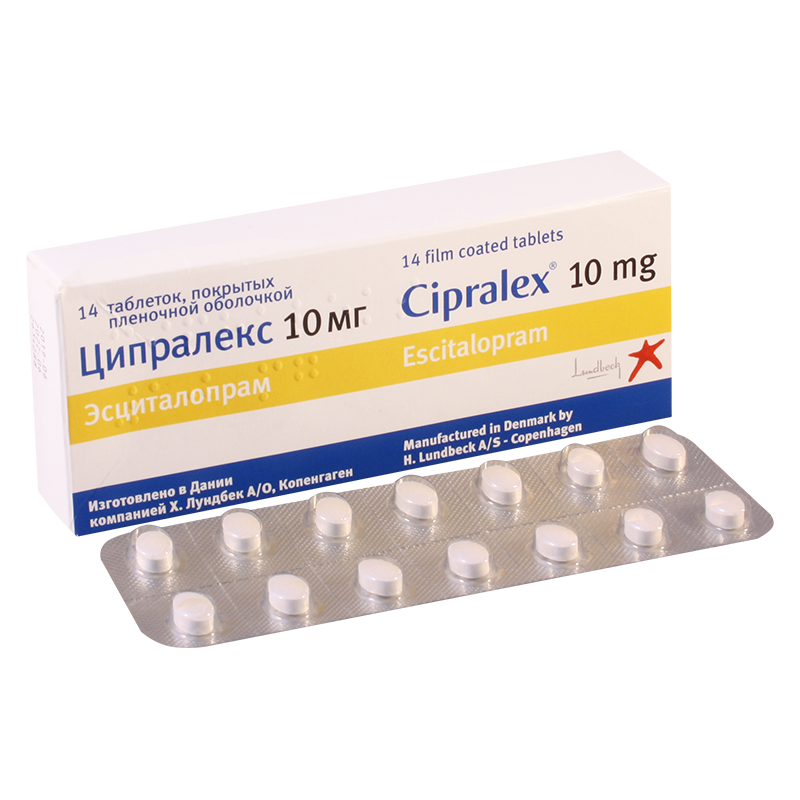 14 таблеток, покрытых
пленочной оболочкой
Ципралекс 10 мг
Эсциталопрам
Изготовлено в Дании
компанией Х. Лундбек А/О, Копенгаген
14 film coated tablets
Cipralex® 10 mg
Escitalopram
Lundbeck
Manufactured in Denmark by
H. Lundbeck A/S - Copenhagen